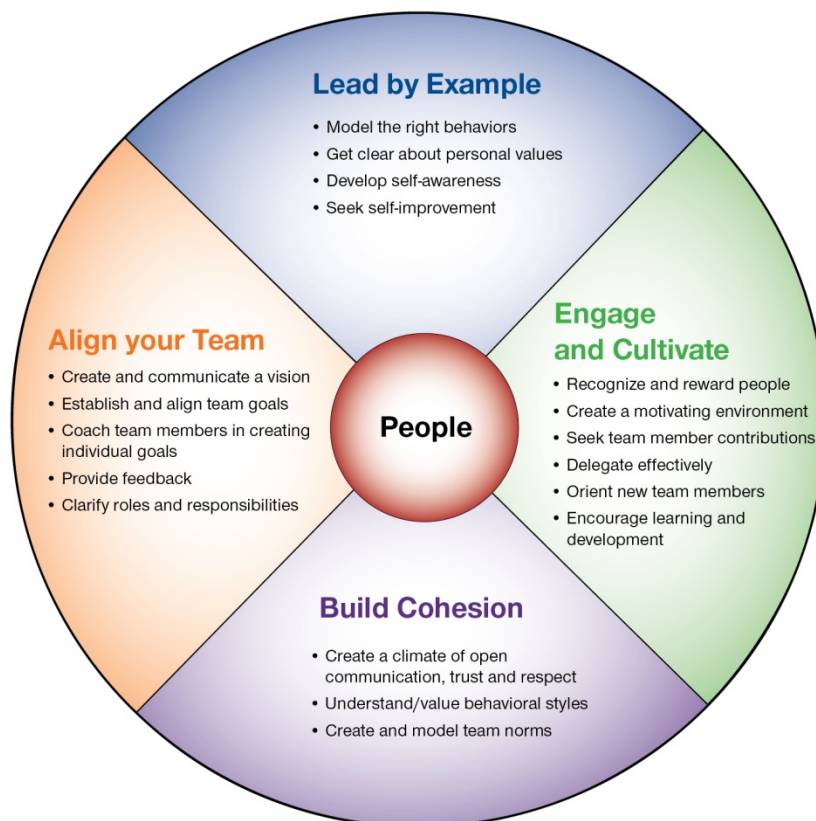 Lead by Example
• Model the right behaviors
• Get clear about personal values
• Develop self-awareness
• Seek self-improvement
Align your Team
• Create and communicate a vision
• Establish and align team goals
• Coach team members in creating
individual goals
• Provide feedback
• Clarify roles and responsibilities
People
Engage
and Cultivate
• Recognize and reward people
• Create a motivating environment
• Seek team member contributions
• Delegate effectively
• Orient new team members
• Encourage learning and
development
Build Cohesion
• Create a climate of open
communication, trust and respect
• Understand/value behavioral styles
• Create and model team norms